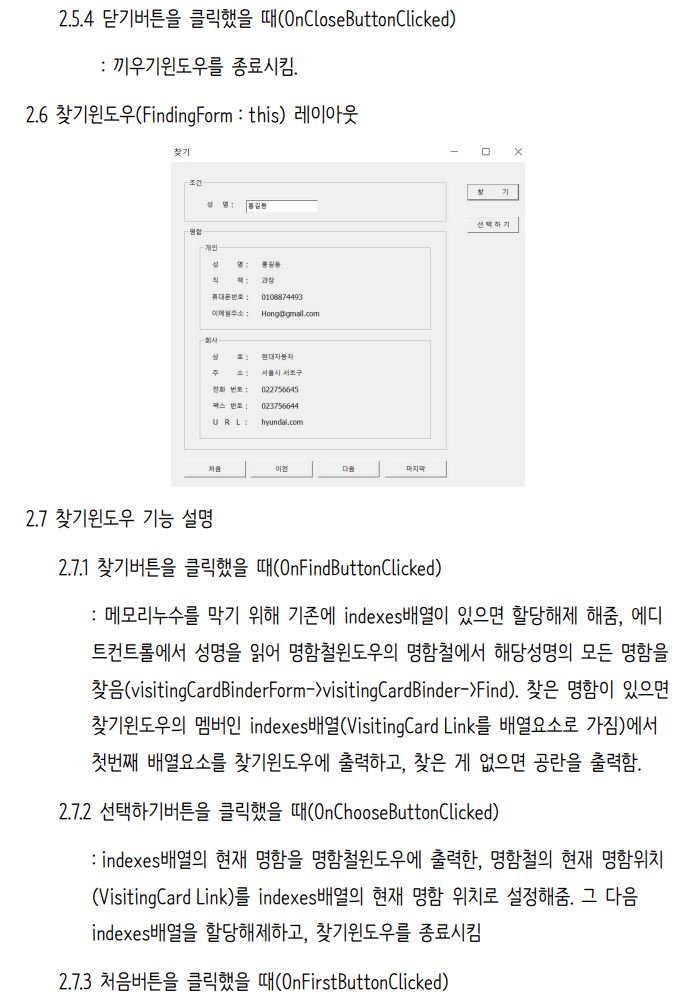 2.5.4 닫기버튼을 클릭했을 때(OnCloseButtonClicked)
: 끼우기윈도우를 종료시킴.
2.6 찾기윈도우(FindingForm : this) 레이아웃
찾기
조건
성 명 : 홍길동
찾 기
선 택 하 기
명함
개인
성 명 : 홍길동
직 책 : 과장
휴대폰번호 : 0108874493
이메일주소 : Hong@gmail.com
회사
상 호 : 현대자동차
주 소 : 서울시 서초구
전화 번호 : 022756645
팩스 번호 : 023756644
U R L : hyundai.com
처음 이전 다음 마지막
2.7 찾기윈도우 기능 설명
2.7.1 찾기버튼을 클릭했을 때(OnFindButtonClicked)
: 메모리누수를 막기 위해 기존에 indexes배열이 있으면 할당해제 해줌, 에디
트컨트롤에서 성명을 읽어 명함철윈도우의 명함철에서 해당성명의 모든 명함을
찾음(visitingCardBinderForm->visitingCardBinder->Find). 찾은 명함이 있으면
찾기윈도우의 멤버인 indexes배열(VisitingCard Link를 배열요소로 가짐)에서
첫번째 배열요소를 찾기윈도우에 출력하고, 찾은 게 없으면 공란을 출력함.
2.7.2 선택하기버튼을 클릭했을 때(OnChooseButtonClicked)
: indexes배열의 현재 명함을 명함철윈도우에 출력한, 명함철의 현재 명함위치
(VisitingCard Link)를 indexes배열의 현재 명함 위치로 설정해줌. 그 다음
indexes배열을 할당해제하고, 찾기윈도우를 종료시킴
2.7.3 처음버튼을 클릭했을 때(OnFirstButtonClicked)